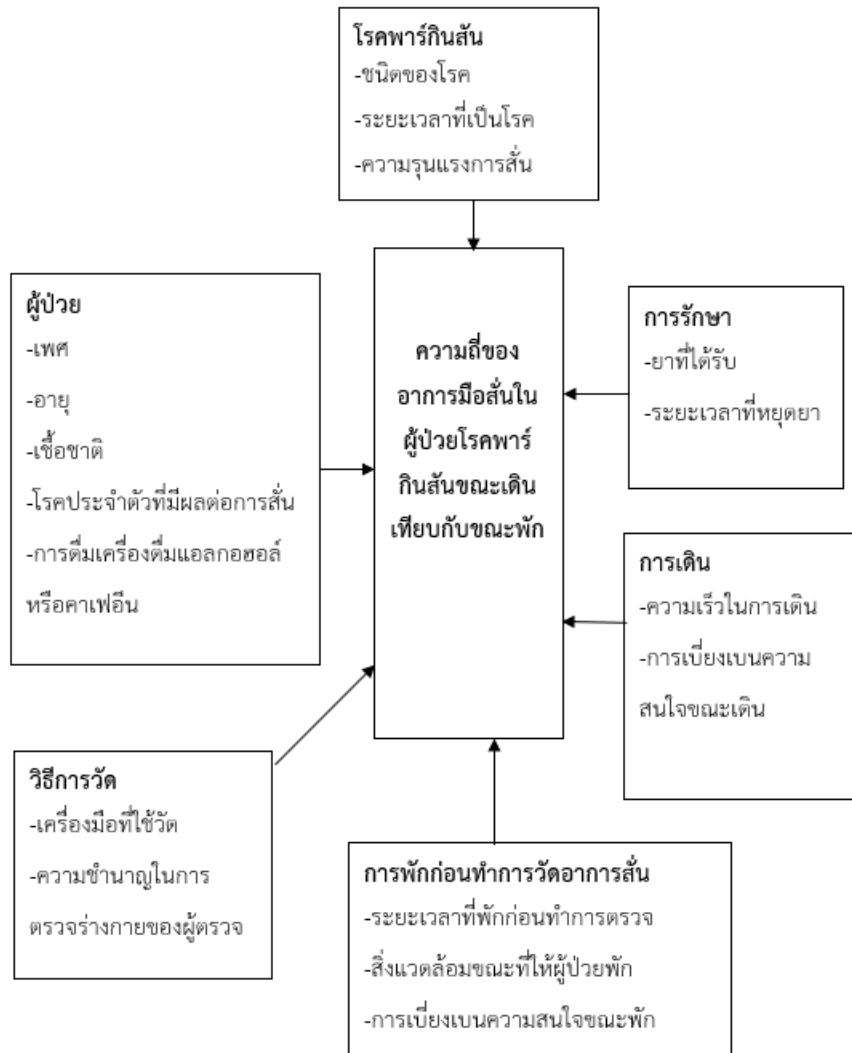 โรคพาร์กินสัน
-ชนิดของโรค
-ระยะเวลาที่เป็นโรค
-ความรุนแรงการสั่น
ผู้ป่วย
-เพศ
-อายุ
-เชื้อชาติ
-โรคประจำตัวที่มีผลต่อการสั่น
-การดื่มเครื่องดื่มแอลกอฮอล์
หรือคาเฟอีน
ความถี่ของ
อาการมือสั่นใน
ผู้ป่วยโรคพาร์
กินสันขณะเดิน
เทียบกับขณะพัก
การรักษา
-ยาที่ได้รับ
-ระยะเวลาที่หยุดยา
การเดิน
-ความเร็วในการเดิน
-การเบี่ยงเบนความ
สนใจขณะเดิน
วิธีการวัด
-เครื่องมือที่ใช้วัด
-ความชำนาญในการ
ตรวจร่างกายของผู้ตรวจ
การพักก่อนทำการวัดอาการสั่น
-ระยะเวลาที่พักก่อนทำการตรวจ
-สิ่งแวดล้อมขณะที่ให้ผู้ป่วยพัก
-การเบี่ยงเบนความสนใจขณะพัก